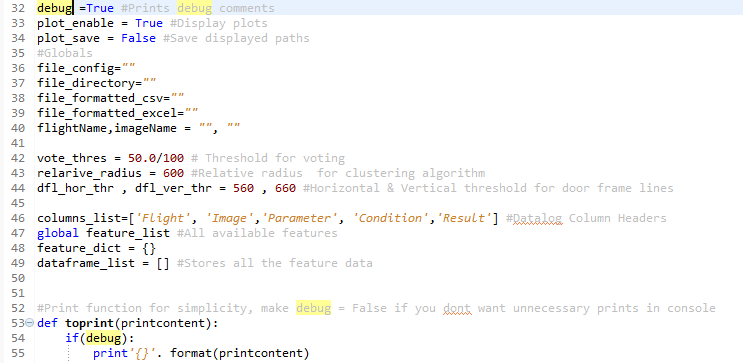 32 debug =True #Prints debug comments
33 plot_enable = True #Display plots
34 plot_save = False #Save displayed paths
35 #Globals
36 file_config=""
37 file_directory=""
38 file_formatted_csv=""
39 file_formatted_excel=""
40 flightName,imageName = "", ""
41
42 vote_thres = 50.0/100 # Threshold for voting
43 relarive_radius = 600 #Relative radius  for clustering algorithm
44 dfl_hor_thr , dfl_ver_thr = 560 , 660 #Horizontal & Vertical threshold for door frame lines
45
46 columns_list=['Flight', 'Image','Parameter', 'Condition','Result'] #Datalog Column Headers
47 global feature_list #All available features
48 feature_dict = {}
49 dataframe_list = [] #Stores all the feature data
50
51
52 #Print function for simplicity, make debug = False if you dont want unnecessary prints in console
53 def toprint(printcontent):
54     if(debug):
55         print'{}'. format(printcontent)